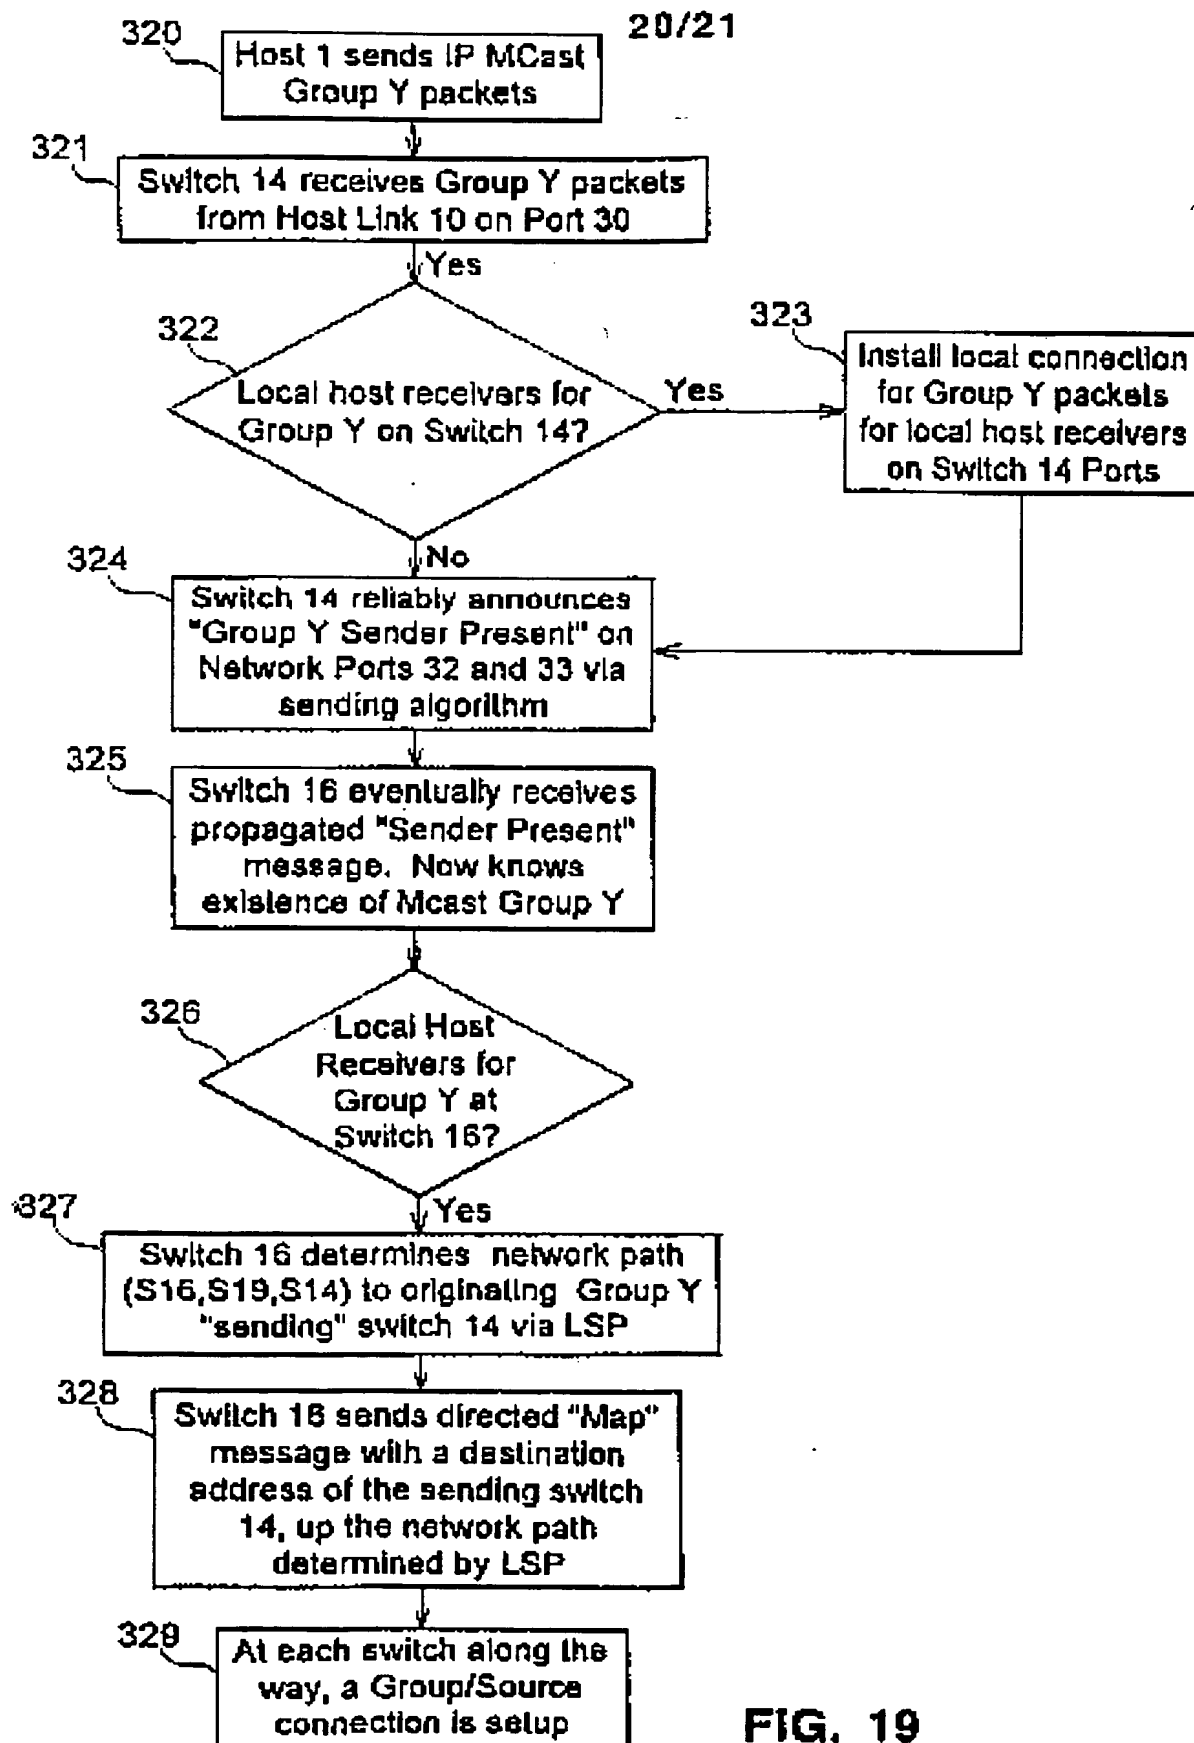 20/21
320
Host 1 sends IP MCast
Group Y packets
321
Switch 14 receives Group Y packets
from Host Link 10 on Port 30
Yes
322
Local host receivers for
Group Y on Switch 14?
Yes
323
Install local connection
for Group Y packets
for local host receivers
on Switch 14 Ports
No
324
Switch 14 reliably announces
"Group Y Sender Present" on
Network Ports 32 and 33 via
sending algorithm
325
Switch 16 eventually receives
propagated "Sender Present"
message. Now knows
existence of Mcast Group Y
326
Local Host
Receivers for
Group Y at
Switch 16?
Yes
327
Switch 16 determines network path
(S16,S19,S14) to originating Group Y
"sending" switch 14 via LSP
328
Switch 16 sends directed "Map"
message with a destination
address of the sending switch
14, up the network path
determined by LSP
329
At each switch along the
way, a Group/Source
connection is setup
FIG. 19